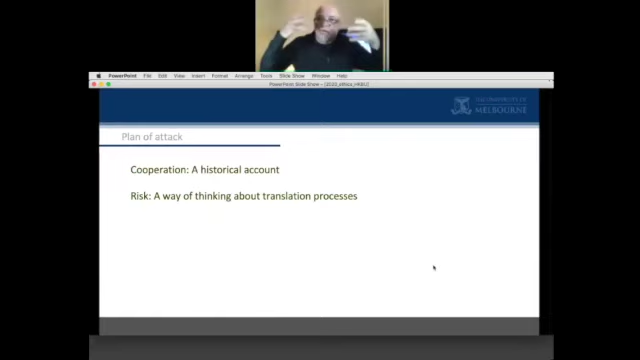 PowerPoint File Edit View Insert Format Arrange Tools Slide Show Window Help
THE UNIVERSITY OF
MELBOURNE
Plan of attack
Cooperation: A historical account
Risk: A way of thinking about translation processes